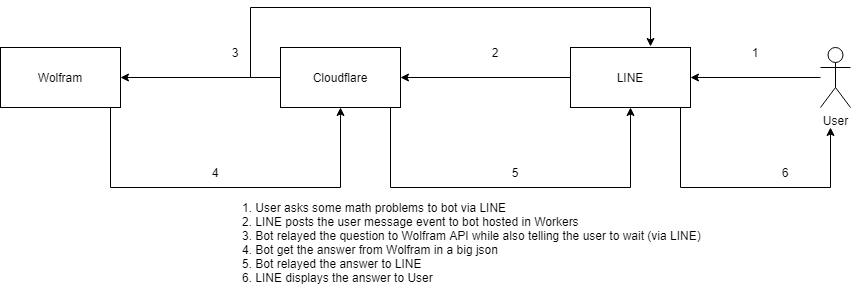 3
2
1
Wolfram
Cloudflare
LINE
User
4
5
6
1. User asks some math problems to bot via LINE
2. LINE posts the user message event to bot hosted in Workers
3. Bot relayed the question to Wolfram API while also telling the user to wait (via LINE)
4. Bot get the answer from Wolfram in a big json
5. Bot relayed the answer to LINE
6. LINE displays the answer to User